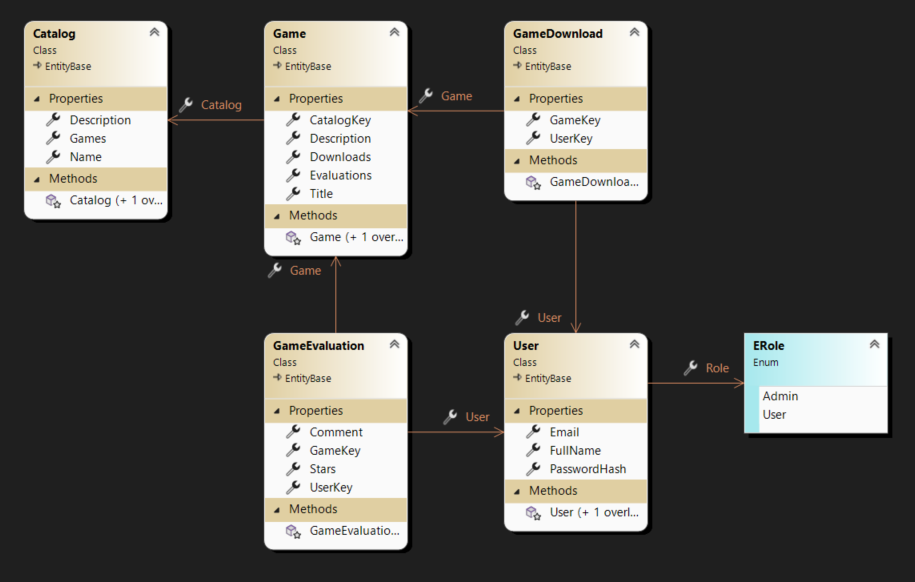 Catalog
Class
EntityBase
Properties
Description
Games
Name
Methods
Catalog (+ 1 ov...
Catalog
Game
Class
EntityBase
Properties
CatalogKey
Description
Downloads
Evaluations
Title
Methods
Game (+ 1 over...
Game
GameDownload
Class
EntityBase
Properties
GameKey
UserKey
Methods
GameDownloa...
Game
User
GameEvaluation
Class
EntityBase
Properties
Comment
GameKey
Stars
UserKey
Methods
GameEvaluatio...
User
User
Class
EntityBase
Properties
Email
FullName
PasswordHash
Methods
User (+ 1 overl...
Role
ERole
Enum
Admin
User